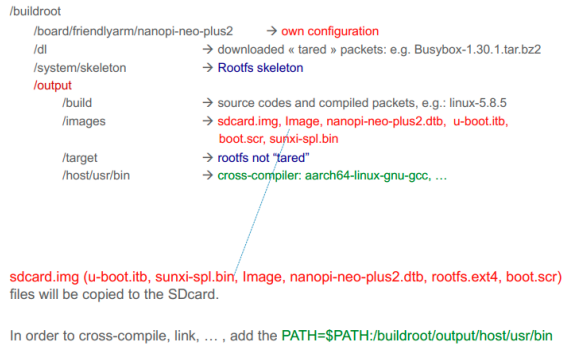 /buildroot
/board/friendlyarm/nanopi-neo-plus2 → own configuration
/dl → downloaded « tared » packets: e.g. Busybox-1.30.1.tar.bz2
/system/skeleton → Rootfs skeleton
/output
/build → source codes and compiled packets, e.g.: linux-5.8.5
/images → sdcard.img, Image, nanopi-neo-plus2.dtb, u-boot.itb,
boot.scr, sunxi-spl.bin
/target → rootfs not “tared”
/host/usr/bin → cross-compiler: aarch64-linux-gnu-gcc, …
sdcard.img (u-boot.itb, sunxi-spl.bin, Image, nanopi-neo-plus2.dtb, rootfs.ext4, boot.scr)
files will be copied to the SDcard.
In order to cross-compile, link, … , add the PATH=$PATH:/buildroot/output/host/usr/bin